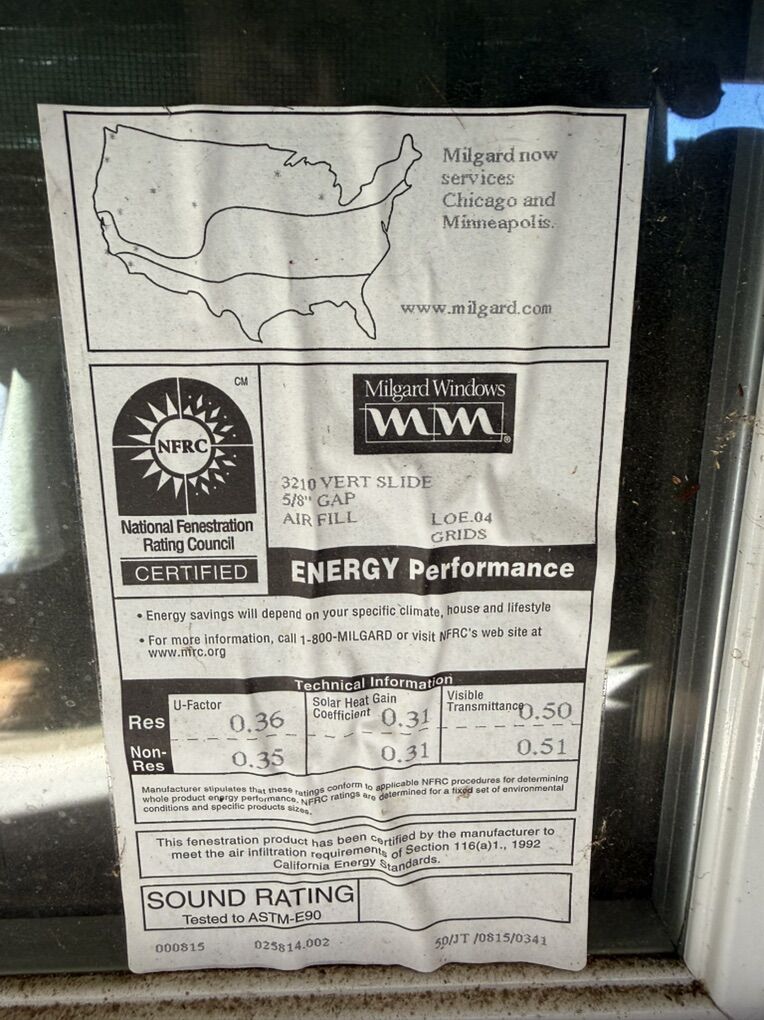 Milgard now
services
Chicago and
Minneapolis.
www.milgard.com
CM
NFRC
National Fenestration
Rating Council
CERTIFIED
Milgard Windows
®
3210 VERT SLIDE
5/8" GAP
AIR FILL LOE.04
GRIDS
ENERGY Performance
• Energy savings will depend on your specific climate, house and lifestyle
• For more information, call 1-800-MILGARD or visit NFRC's web site at
www.nfrc.org
Technical Information
U-Factor Solar Heat Gain Coefficient Visible Transmittance
Res 0.36 0.31 0.50
Non-Res 0.35 0.31 0.51
Manufacturer stipulates that these ratings conform to applicable NFRC procedures for determining
whole product energy performance. NFRC ratings are determined for a fixed set of environmental
conditions and specific products sizes.
This fenestration product has been certified by the manufacturer to
meet the air infiltration requirements of Section 116(a)1., 1992
California Energy Standards.
SOUND RATING
Tested to ASTM-E90
000815 025814.002 50/JT /0815/0341